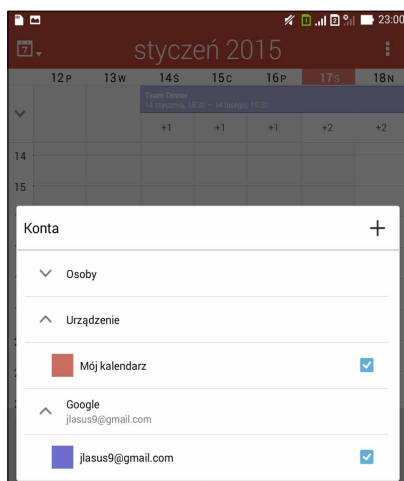 23:00
7
styczeń 2015
12P 13W 14Ś 15C 16P 17S 18N
Team Dinner
14 stycznia, 18:30 – 14 lutego, 19:30
+1 +1 +1 +2 +2
14
15
Konta +
Osoby
Urządzenie
Mój kalendarz
Google
jlasus9@gmail.com
jlasus9@gmail.com